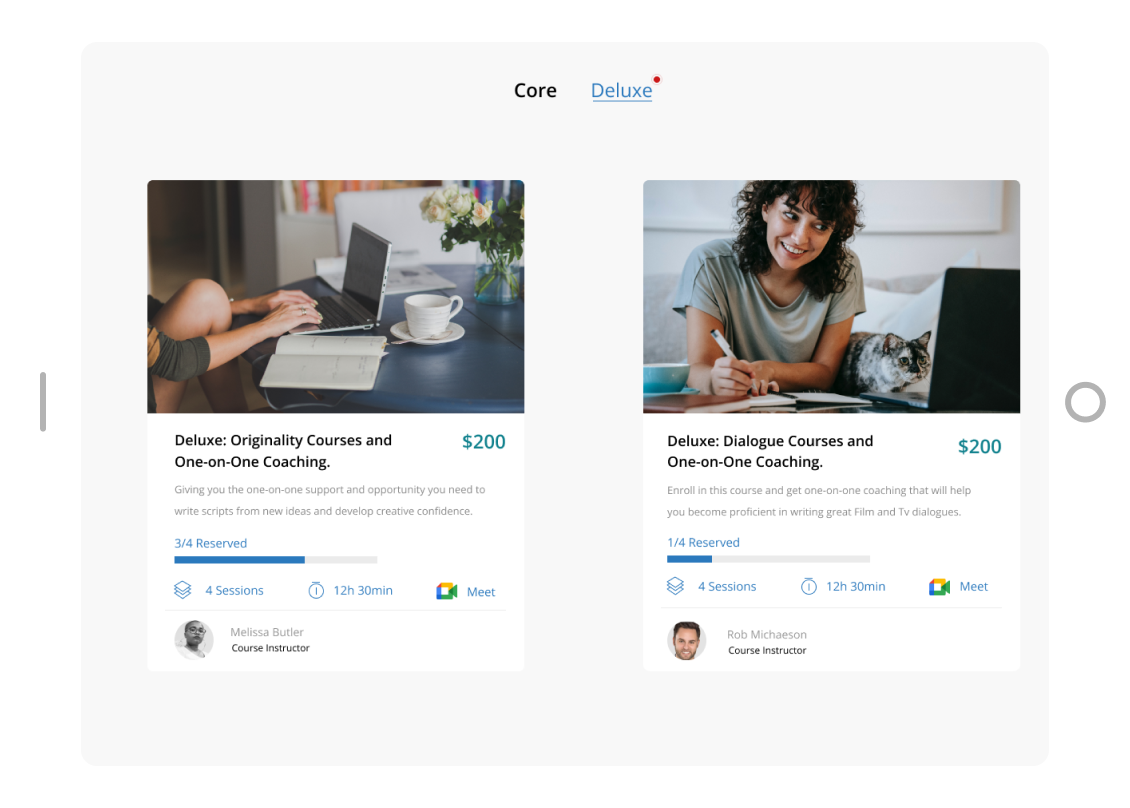 Core
Deluxe
Deluxe: Originality Courses and
One-on-One Coaching.
$200
Giving you the one-on-one support and opportunity you need to
write scripts from new ideas and develop creative confidence.
3/4 Reserved
4 Sessions
12h 30min
Meet
Melissa Butler
Course Instructor
Deluxe: Dialogue Courses and
One-on-One Coaching.
$200
Enroll in this course and get one-on-one coaching that will help
you become proficient in writing great Film and Tv dialogues.
1/4 Reserved
4 Sessions
12h 30min
Meet
Rob Michaeson
Course Instructor